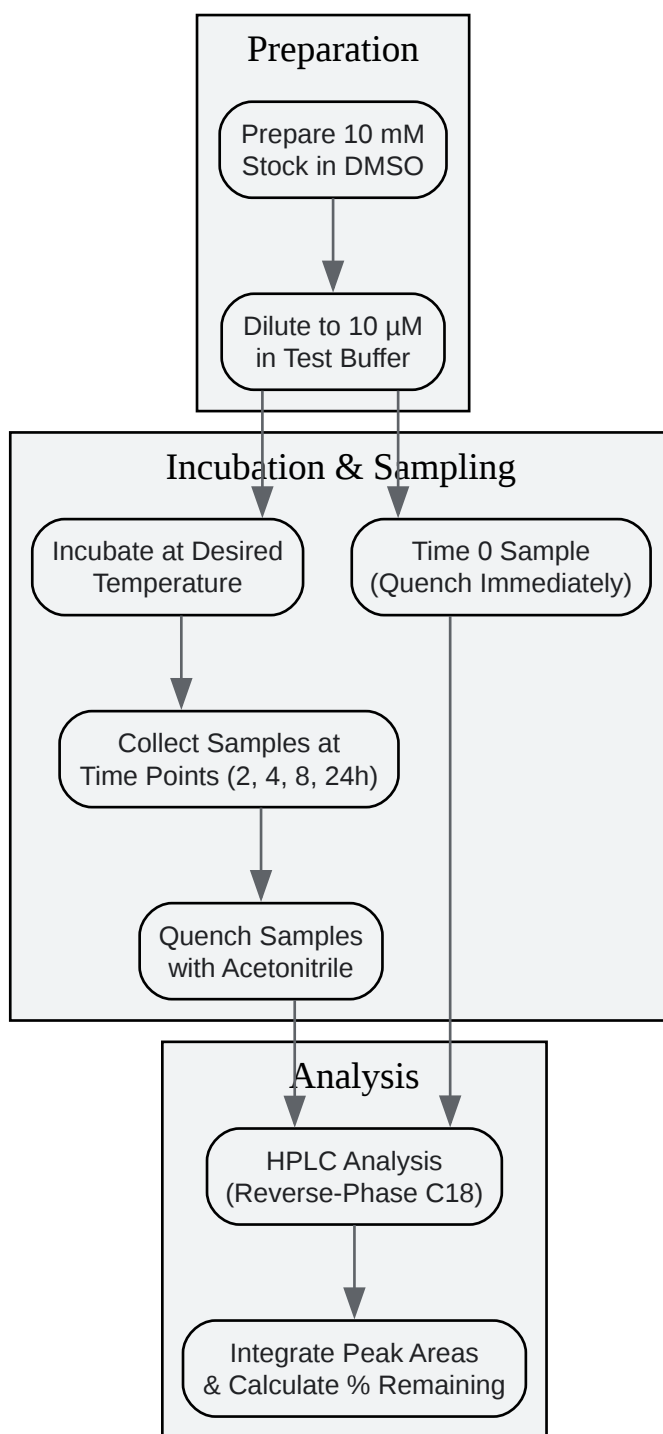 Preparation
Prepare 10 mM
Stock in DMSO
Dilute to 10 µM
in Test Buffer
Incubation & Sampling
Incubate at Desired
Temperature
Time 0 Sample
(Quench Immediately)
Collect Samples at
Time Points (2, 4, 8, 24h)
Quench Samples
with Acetonitrile
Analysis
HPLC Analysis
(Reverse-Phase C18)
Integrate Peak Areas
& Calculate % Remaining